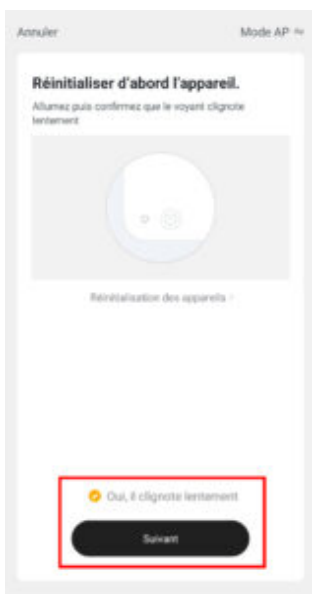 Annuler
Mode AP
Réinitialiser d'abord l'appareil.
Allumez puis confirmez que le voyant clignote
lentement
Réinitialisation des appareils
Oui, il clignote lentement
Suivant